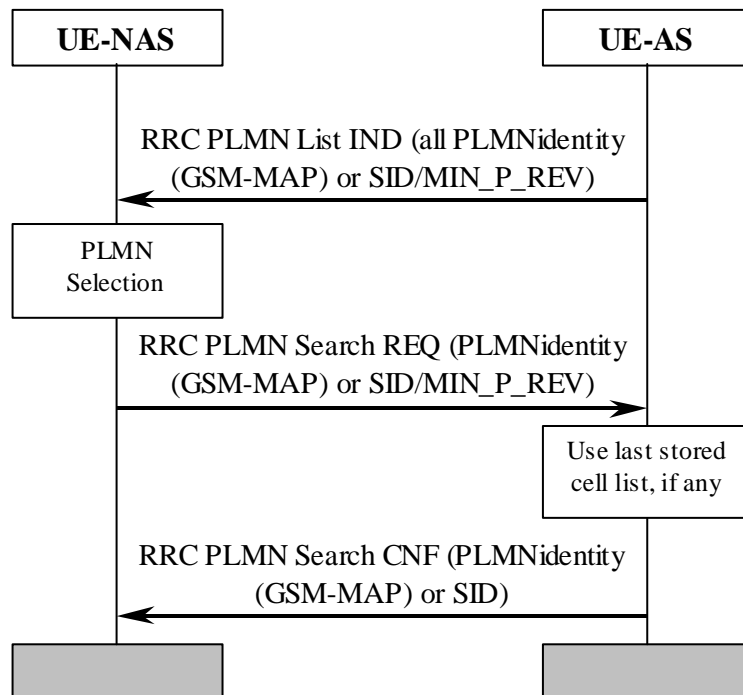 UE-NAS
UE-AS
RRC PLMN List IND (all PLMNidentity
(GSM-MAP) or SID/MIN_P_REV)
PLMN
Selection
RRC PLMN Search REQ (PLMNidentity
(GSM-MAP) or SID/MIN_P_REV)
Use last stored
cell list, if any
RRC PLMN Search CNF (PLMNidentity
(GSM-MAP) or SID)